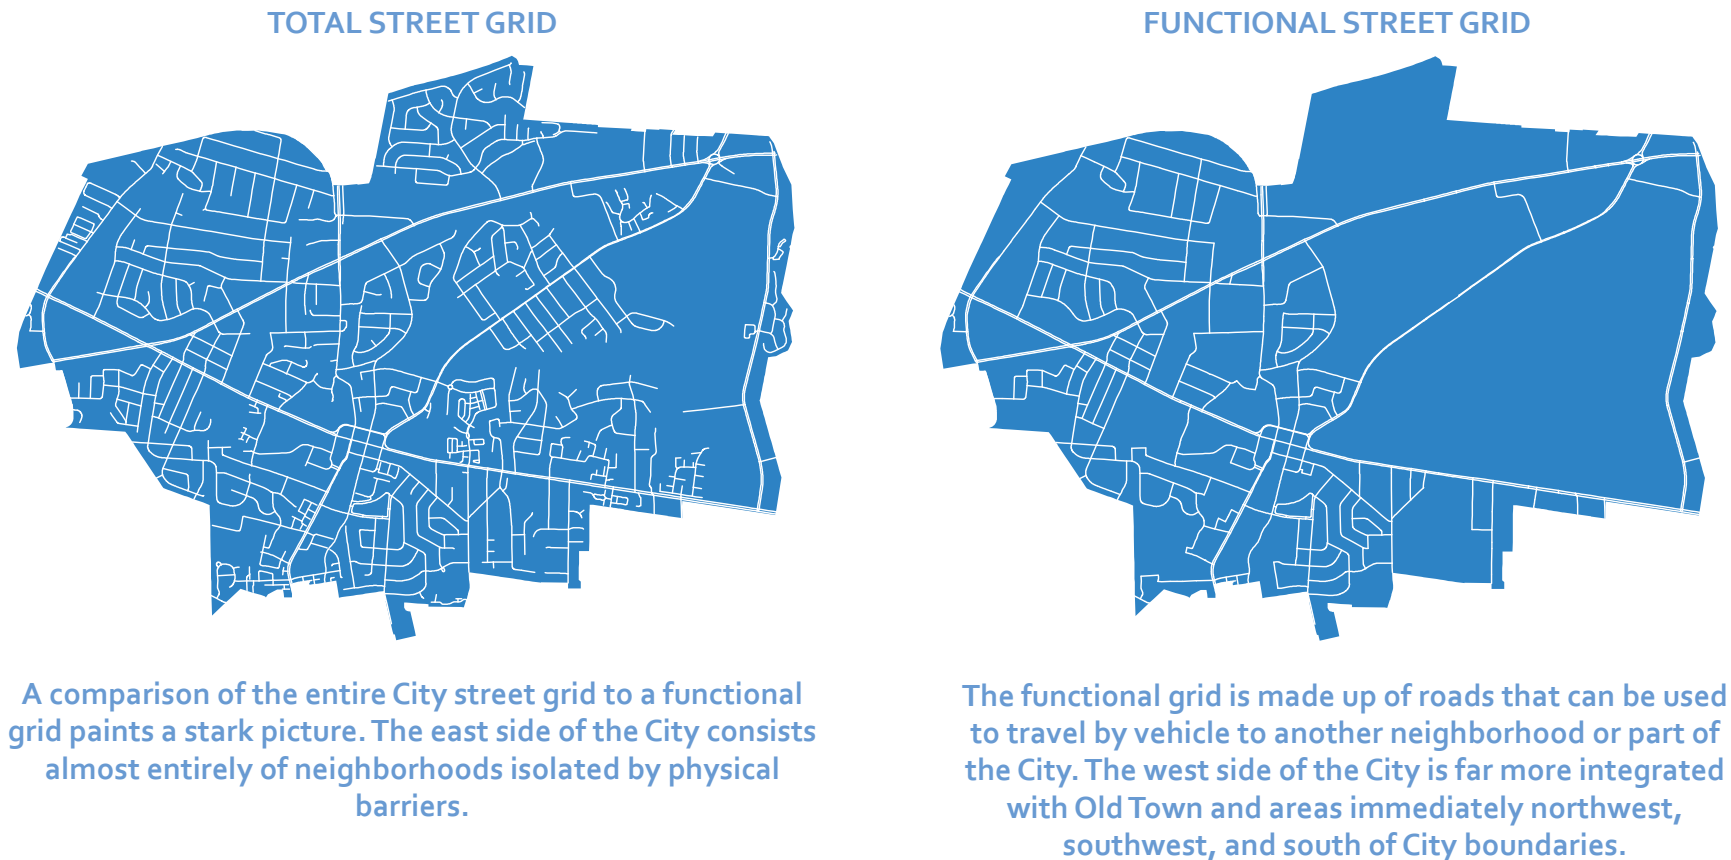 TOTAL STREET GRID
A comparison of the entire City street grid to a functional
grid paints a stark picture. The east side of the City consists
almost entirely of neighborhoods isolated by physical
barriers.
FUNCTIONAL STREET GRID
The functional grid is made up of roads that can be used
to travel by vehicle to another neighborhood or part of
the City. The west side of the City is far more integrated
with Old Town and areas immediately northwest,
southwest, and south of City boundaries.